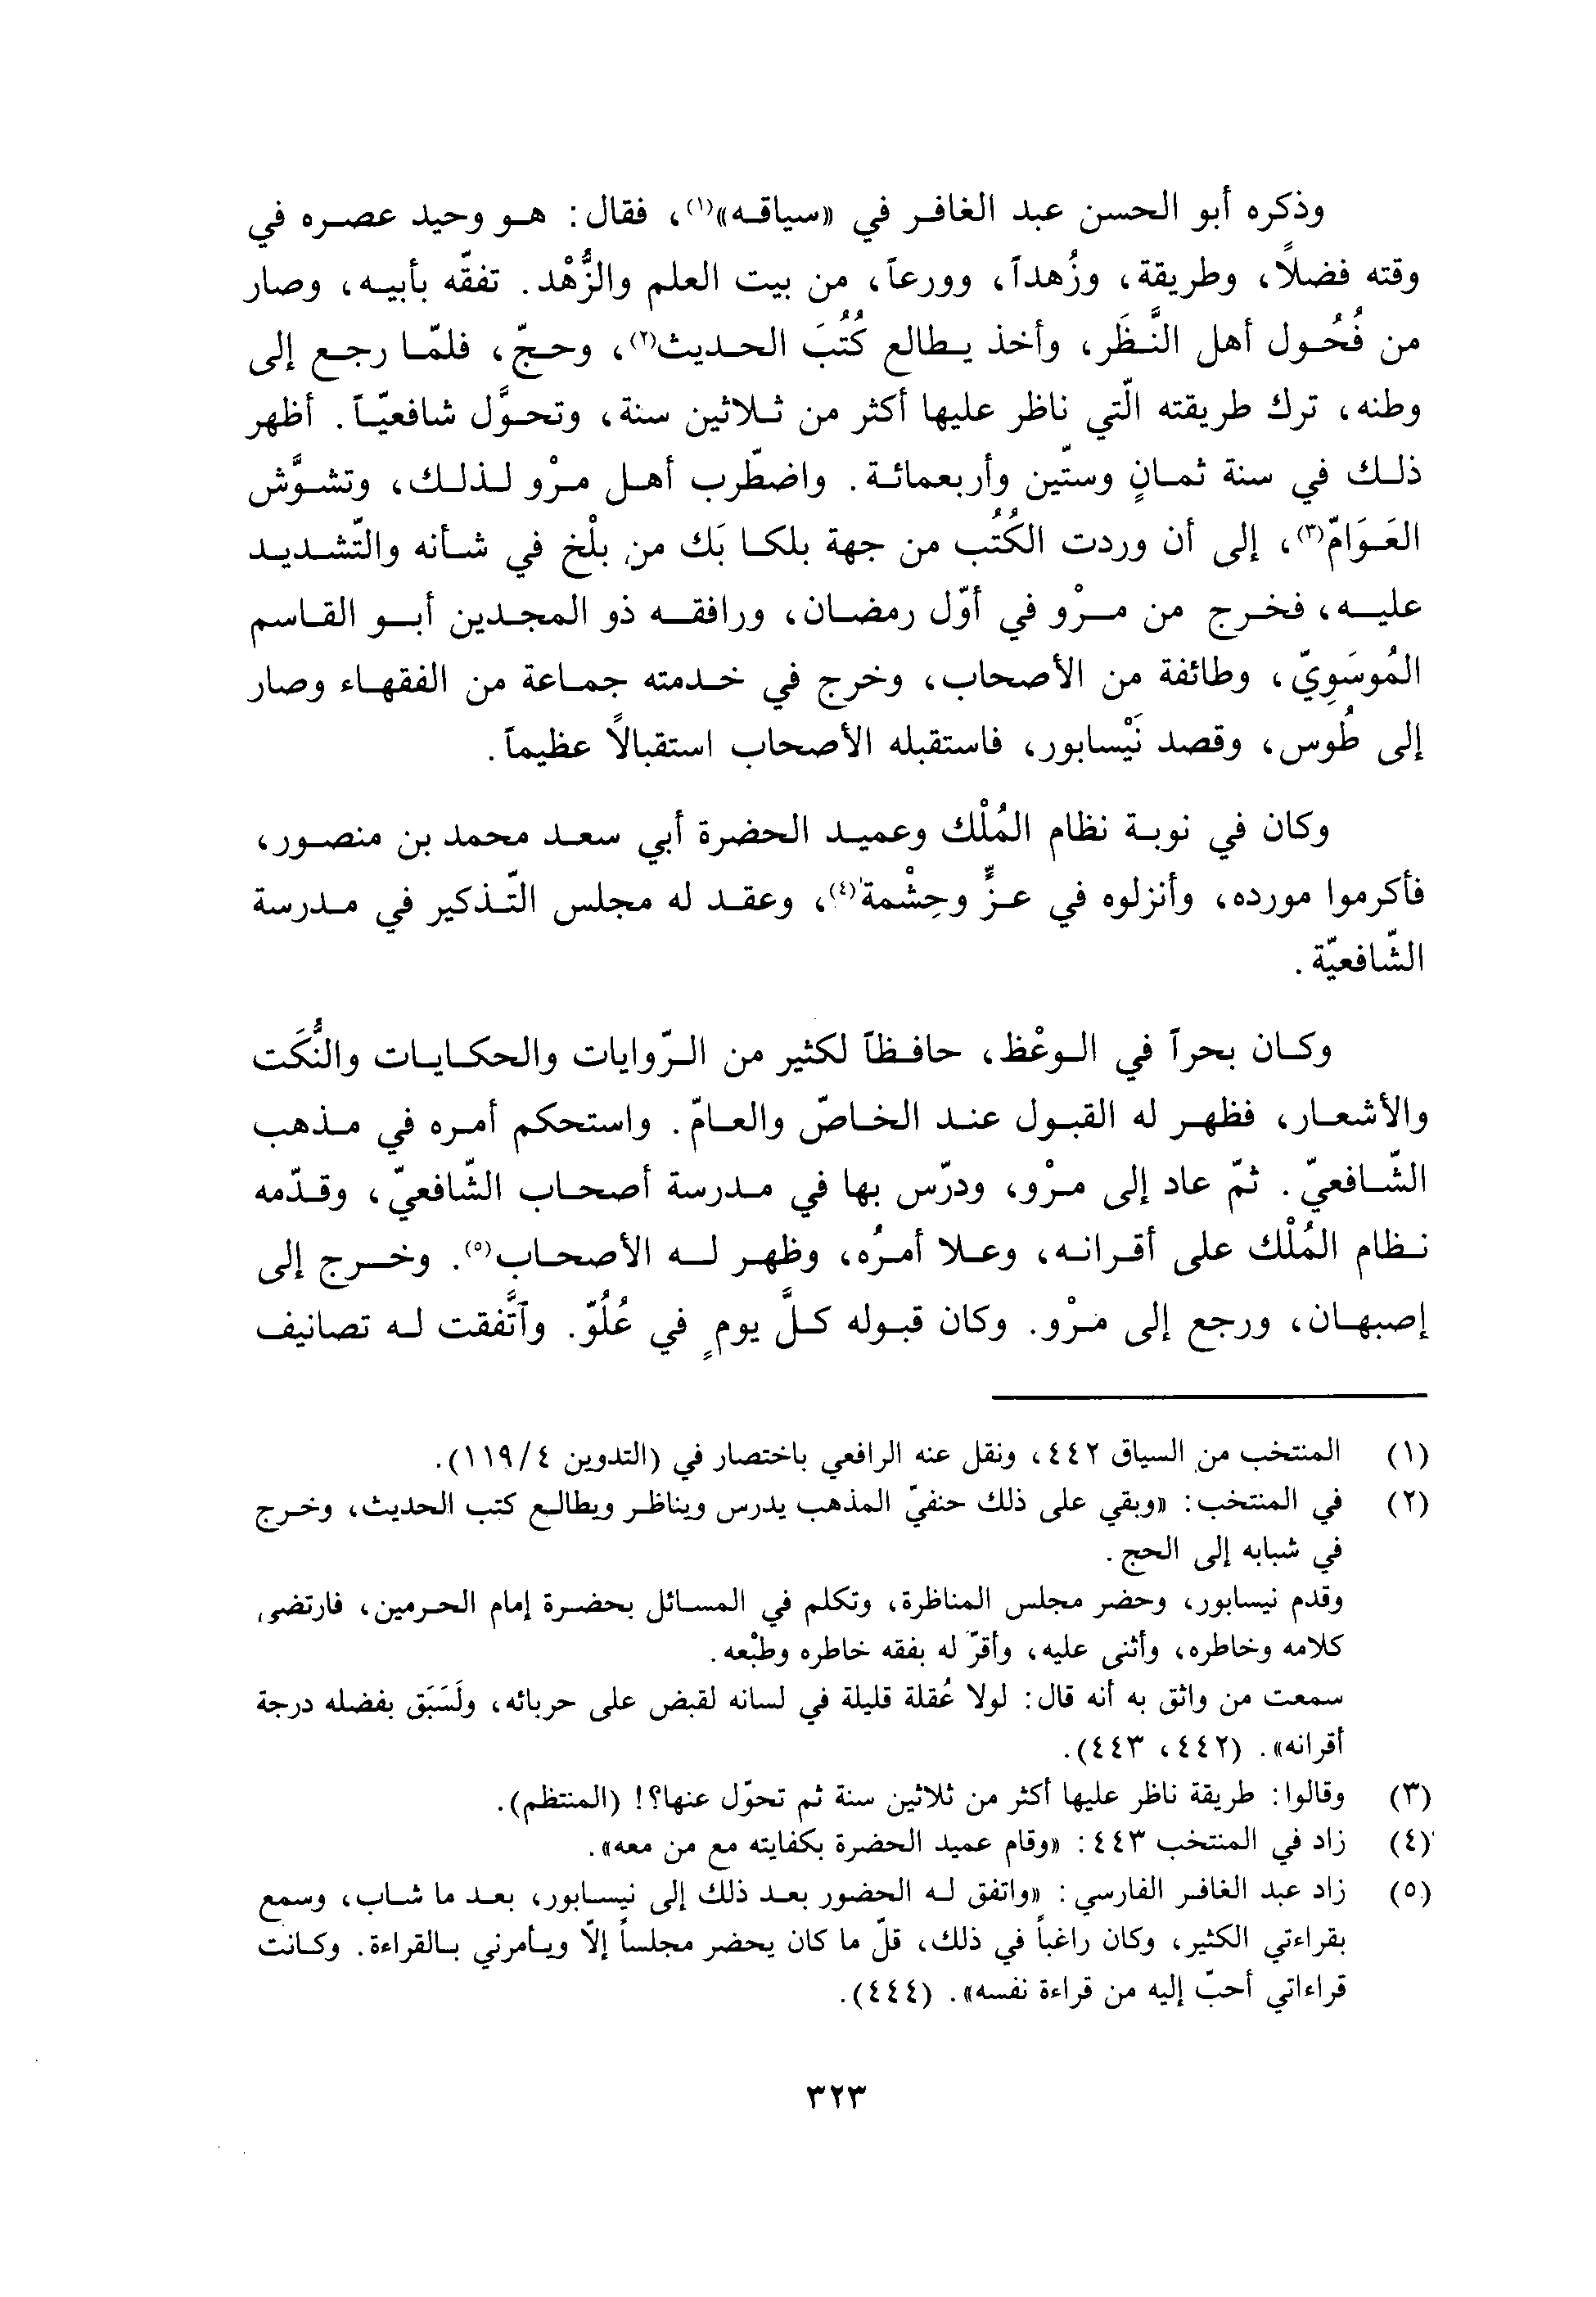 وذكره أبو الحسن عبد الغافر في «سياقه»(١)، فقال: هو وحيد عصره في
وقته فضلاً، وطريقة، وزُهداً، وورعاً، من بيت العلم والزُّهْد. تفقّه بأبيه، وصار
من فُحُول أهل النَّظَر، وأخذ يطالع كُتُبَ الحديث(٢)، وحجّ، فلمّا رجع إلى
وطنه، ترك طريقته الّتي ناظر عليها أكثر من ثلاثين سنة، وتحوَّل شافعيّاً. أظهر
ذلك في سنة ثمانٍ وستّين وأربعمائة. واضطّرب أهل مرْو لذلك، وتشوَّش
العَوَامّ(٣)، إلى أن وردت الكُتُب من جهة بلكا بَك من بلْخ في شأنه والتّشديد
عليه، فخرج من مرْو في أوّل رمضان، ورافقه ذو المجدين أبو القاسم
المُوسَوِيّ، وطائفة من الأصحاب، وخرج في خدمته جماعة من الفقهاء وصار
إلى طُوس، وقصد نَيْسابور، فاستقبله الأصحاب استقبالاً عظيماً.
وكان في نوبة نظام المُلْك وعميد الحضرة أبي سعد محمد بن منصور،
فأكرموا مورده، وأنزلوه في عزٍّ وحِشْمة(٤)، وعقد له مجلس التّذكير في مدرسة
الشّافعيّة.
وكان بحراً في الوعْظ، حافظاً لكثير من الرّوايات والحكايات والنُّكَت
والأشعار، فظهر له القبول عند الخاصّ والعامّ. واستحكم أمره في مذهب
الشّافعيّ. ثمّ عاد إلى مرْو، ودرّس بها في مدرسة أصحاب الشّافعيّ، وقدّمه
نظام المُلْك على أقرانه، وعلا أمرُه، وظهر له الأصحاب(٥). وخرج إلى
إصبهان، ورجع إلى مرْو. وكان قبوله كلَّ يومٍ في عُلُوّ. وٱتَّفقت له تصانيف
(١) المنتخب من السياق ٤٤٢، ونقل عنه الرافعي باختصار في (التدوين ١١٩/٤).
(٢) في المنتخب: «وبقي على ذلك حنفيّ المذهب يدرس ويناظر ويطالع كتب الحديث، وخرج
في شبابه إلى الحج.
وقدم نيسابور، وحضر مجلس المناظرة، وتكلم في المسائل بحضرة إمام الحرمين، فارتضى
كلامه وخاطره، وأثنى عليه، وأقرّ له بفقه خاطره وطبْعه.
سمعت من واثق به أنه قال: لولا عُقلة قليلة في لسانه لقبض على حربائه، ولَسَبَق بفضله درجة
أقرانه». (٤٤٢، ٤٤٣).
(٣) وقالوا: طريقة ناظر عليها أكثر من ثلاثين سنة ثم تحوّل عنها؟! (المنتظم).
(٤) زاد في المنتخب ٤٤٣: «وقام عميد الحضرة بكفايته مع من معه».
(٥) زاد عبد الغافر الفارسي: «واتفق له الحضور بعد ذلك إلى نيسابور، بعد ما شاب، وسمع
بقراءتي الكثير، وكان راغباً في ذلك، قلّ ما كان يحضر مجلساً إلاّ ويأمرني بالقراءة. وكانت
قراءاتي أحبّ إليه من قراءة نفسه». (٤٤٤).
٣٢٣